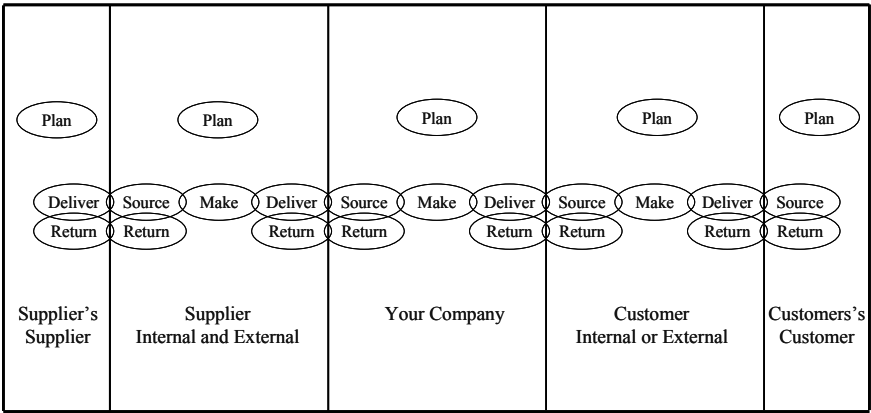 Plan Plan Plan Plan Plan
Deliver Source Make Deliver Source Make Deliver Source Make Deliver Source
Return Return Return Return Return Return Return Return
Supplier's Supplier Your Company Customer Customers's
Supplier Internal and External Internal or External Customer